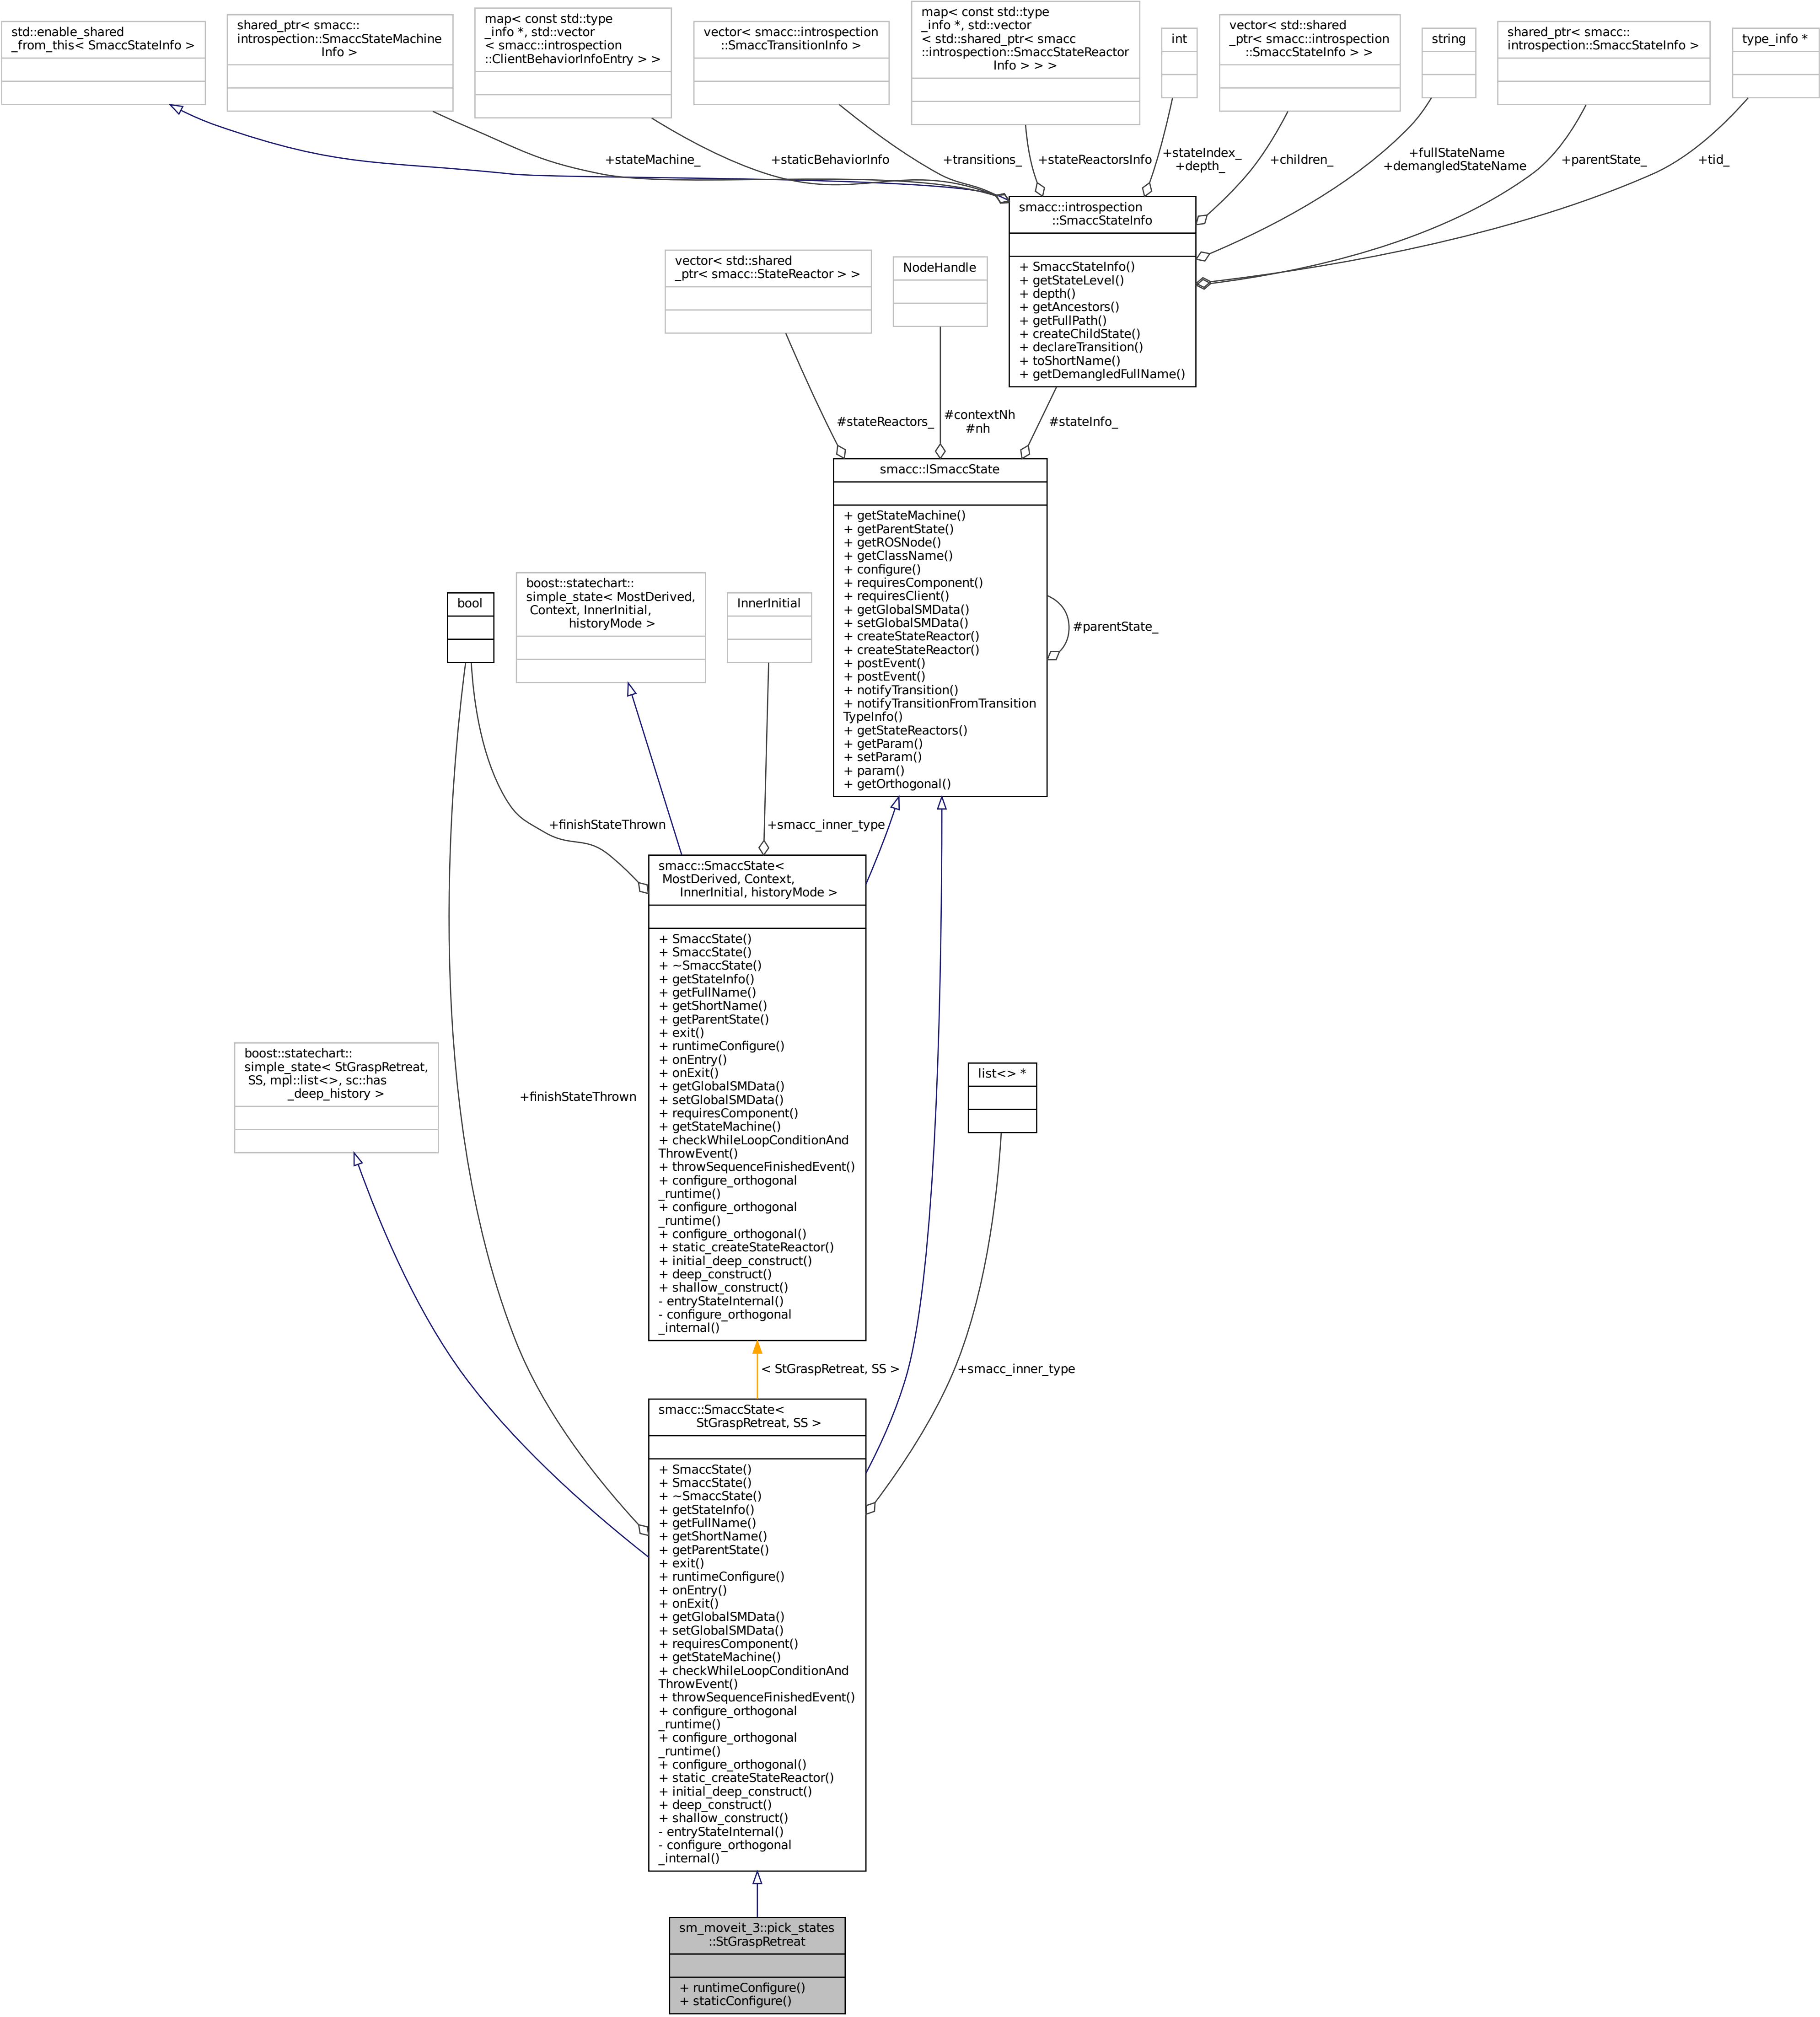 std::enable_shared
_from_this< SmaccStateInfo >
shared_ptr< smacc::
introspection::SmaccStateMachine
Info >
map< const std::type
_info *, std::vector
< smacc::introspection
::ClientBehaviorInfoEntry > >
vector< smacc::introspection
::SmaccTransitionInfo >
map< const std::type
_info *, std::vector
< std::shared_ptr< smacc
::introspection::SmaccStateReactor
Info > > >
int
vector< std::shared
_ptr< smacc::introspection
::SmaccStateInfo > >
string
shared_ptr< smacc::
introspection::SmaccStateInfo >
type_info *
+stateMachine_
+staticBehaviorInfo
+transitions_
+stateReactorsInfo
+stateIndex_
+depth_
+children_
+fullStateName
+demangledStateName
+parentState_
+tid_
smacc::introspection
::SmaccStateInfo
+ SmaccStateInfo()
+ getStateLevel()
+ depth()
+ getAncestors()
+ getFullPath()
+ createChildState()
+ declareTransition()
+ toShortName()
+ getDemangledFullName()
vector< std::shared
_ptr< smacc::StateReactor > >
NodeHandle
#stateReactors_
#contextNh
#nh
#stateInfo_
smacc::ISmaccState
+ getStateMachine()
+ getParentState()
+ getROSNode()
+ getClassName()
+ configure()
+ requiresComponent()
+ requiresClient()
+ getGlobalSMData()
+ setGlobalSMData()
+ createStateReactor()
+ createStateReactor()
+ postEvent()
+ postEvent()
+ notifyTransition()
+ notifyTransitionFromTransition
TypeInfo()
+ getStateReactors()
+ getParam()
+ setParam()
+ param()
+ getOrthogonal()
#parentState_
bool
boost::statechart::
simple_state< MostDerived,
Context, InnerInitial,
historyMode >
InnerInitial
+finishStateThrown
+smacc_inner_type
smacc::SmaccState<
MostDerived, Context,
InnerInitial, historyMode >
+ SmaccState()
+ SmaccState()
+ ~SmaccState()
+ getStateInfo()
+ getFullName()
+ getShortName()
+ getParentState()
+ exit()
+ runtimeConfigure()
+ onEntry()
+ onExit()
+ getGlobalSMData()
+ setGlobalSMData()
+ requiresComponent()
+ getStateMachine()
+ checkWhileLoopConditionAnd
ThrowEvent()
+ throwSequenceFinishedEvent()
+ configure_orthogonal
_runtime()
+ configure_orthogonal
_runtime()
+ configure_orthogonal()
+ static_createStateReactor()
+ initial_deep_construct()
+ deep_construct()
+ shallow_construct()
- entryStateInternal()
- configure_orthogonal
_internal()
boost::statechart::
simple_state< StGraspRetreat,
SS, mpl::list<>, sc::has
_deep_history >
+finishStateThrown
list<> *
< StGraspRetreat, SS >
+smacc_inner_type
smacc::SmaccState<
StGraspRetreat, SS >
+ SmaccState()
+ SmaccState()
+ ~SmaccState()
+ getStateInfo()
+ getFullName()
+ getShortName()
+ getParentState()
+ exit()
+ runtimeConfigure()
+ onEntry()
+ onExit()
+ getGlobalSMData()
+ setGlobalSMData()
+ requiresComponent()
+ getStateMachine()
+ checkWhileLoopConditionAnd
ThrowEvent()
+ throwSequenceFinishedEvent()
+ configure_orthogonal
_runtime()
+ configure_orthogonal
_runtime()
+ configure_orthogonal()
+ static_createStateReactor()
+ initial_deep_construct()
+ deep_construct()
+ shallow_construct()
- entryStateInternal()
- configure_orthogonal
_internal()
sm_moveit_3::pick_states
::StGraspRetreat
+ runtimeConfigure()
+ staticConfigure()